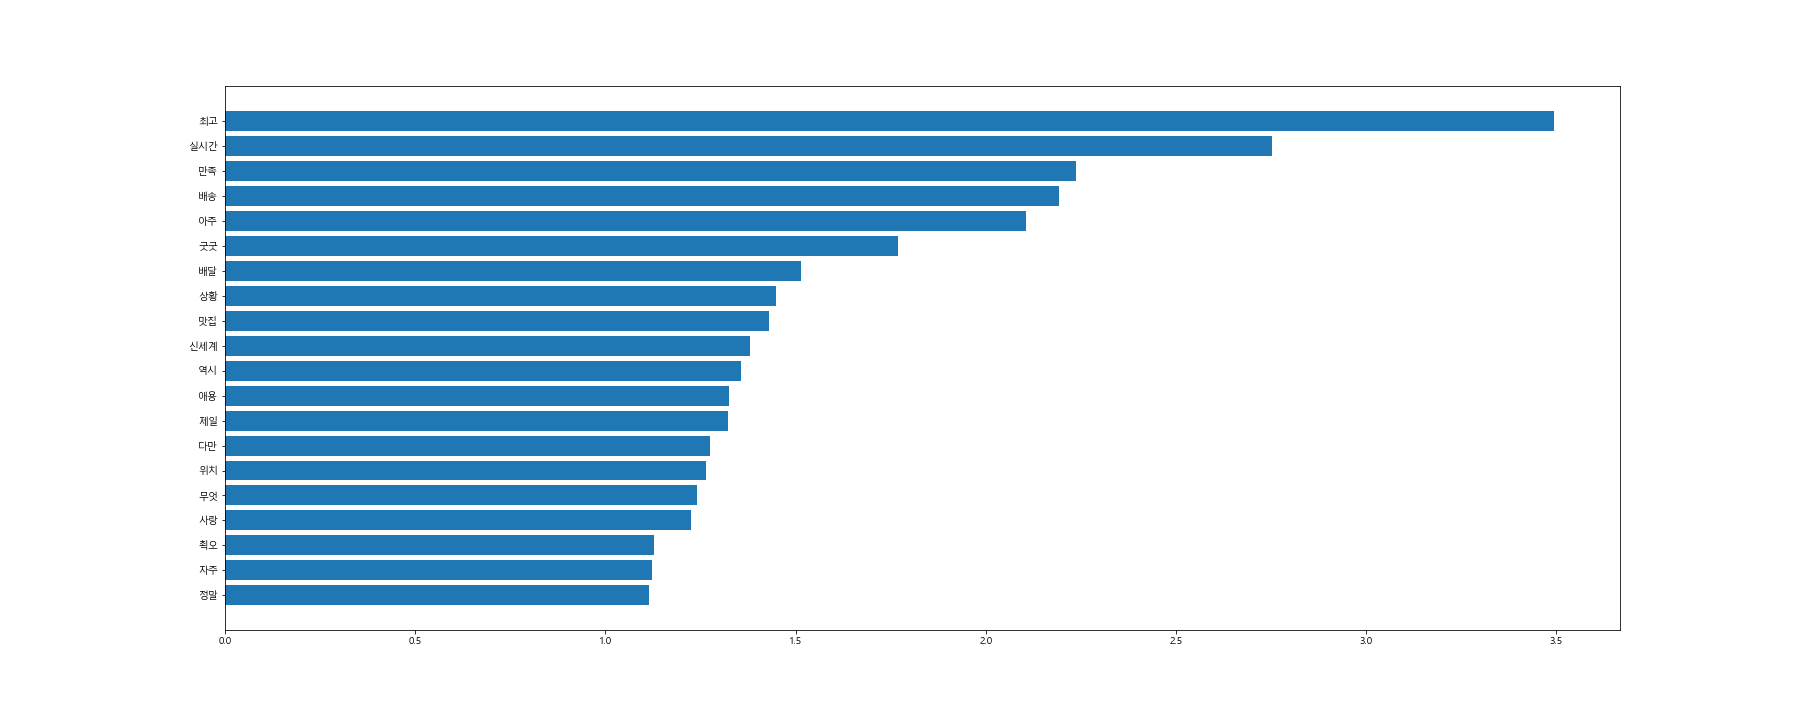 최고
실시간
만족
배송
아주
굿굿
배달
상황
맛집
신세계
역시
애용
제일
다만
위치
무엇
사랑
쵝오
자주
정말
0.0 0.5 1.0 1.5 2.0 2.5 3.0 3.5